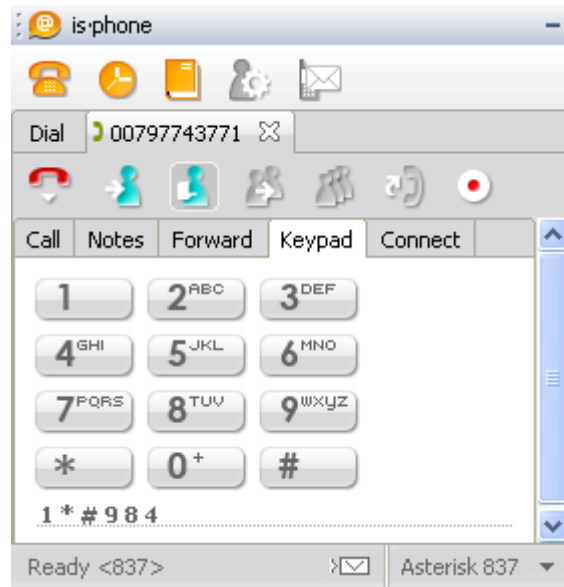 is·phone
Dial 00797743771
Call Notes Forward Keypad Connect
1 2ABC 3DEF
4GHI 5JKL 6MNO
7PQRS 8TUV 9WXYZ
* 0+ #
1*#984
Ready <837> Asterisk 837